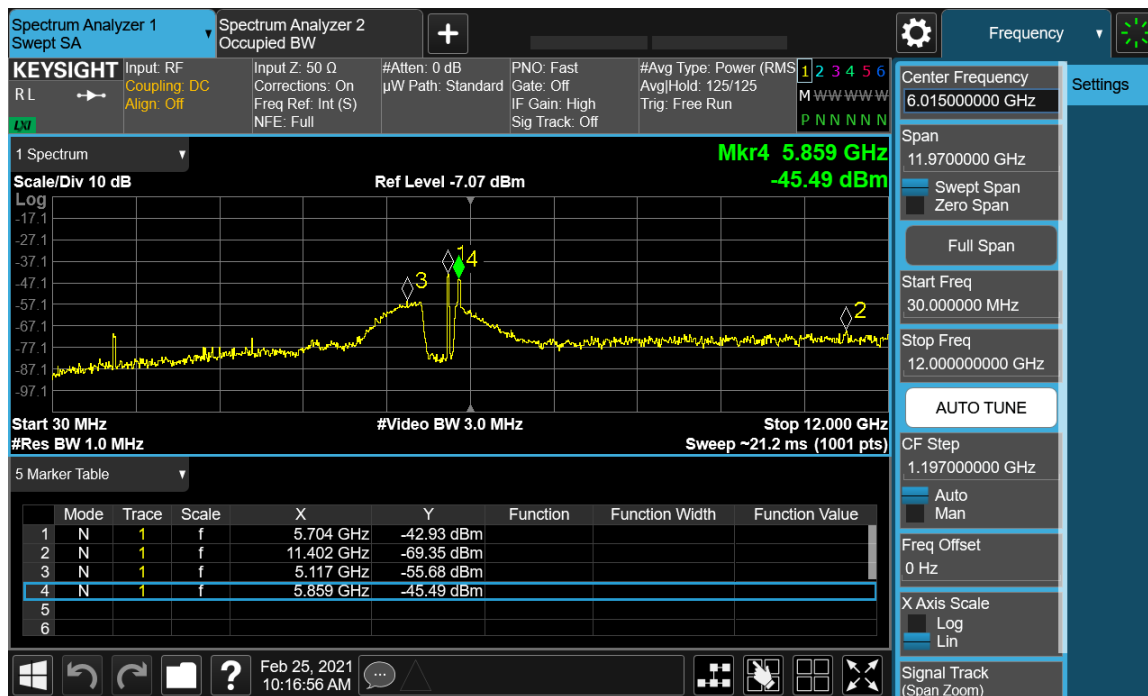 Spectrum Analyzer 1
Swept SA
Spectrum Analyzer 2
Occupied BW
+
Frequency
KEYSIGHT
RL
LXI
Input: RF
Coupling: DC
Align: Off
Input Z: 50 Ω
Corrections: On
Freq Ref: Int (S)
NFE: Full
#Atten: 0 dB
µW Path: Standard
PNO: Fast
Gate: Off
IF Gain: High
Sig Track: Off
#Avg Type: Power (RMS
Avg|Hold: 125/125
Trig: Free Run
1 2 3 4 5 6
M W W W W W
P N N N N N
1 Spectrum
Mkr4 5.859 GHz
-45.49 dBm
Scale/Div 10 dB
Ref Level -7.07 dBm
Log
-17.1
-27.1
-37.1
-47.1
-57.1
-67.1
-77.1
-87.1
-97.1
3
1
4
2
Start 30 MHz
#Video BW 3.0 MHz
Stop 12.000 GHz
#Res BW 1.0 MHz
Sweep ~21.2 ms (1001 pts)
5 Marker Table
Mode Trace Scale X Y Function Function Width Function Value
1 N 1 f 5.704 GHz -42.93 dBm
2 N 1 f 11.402 GHz -69.35 dBm
3 N 1 f 5.117 GHz -55.68 dBm
4 N 1 f 5.859 GHz -45.49 dBm
5
6
?
Feb 25, 2021
10:16:56 AM
Center Frequency
6.015000000 GHz
Settings
Span
11.9700000 GHz
Swept Span
Zero Span
Full Span
Start Freq
30.000000 MHz
Stop Freq
12.000000000 GHz
AUTO TUNE
CF Step
1.197000000 GHz
Auto
Man
Freq Offset
0 Hz
X Axis Scale
Log
Lin
Signal Track
(Span Zoom)